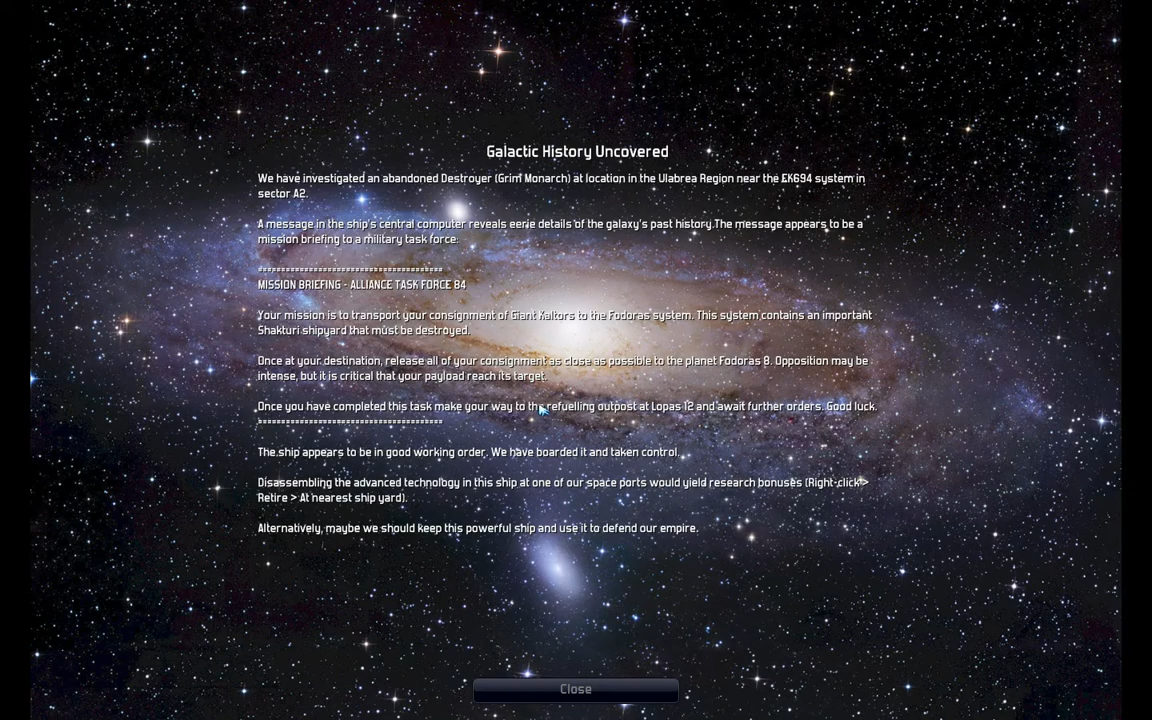 Galactic History Uncovered
We have investigated an abandoned Destroyer (Grim Monarch) at location in the Ulabrea Region near the EK694 system in
sector A2.
A message in the ship's central computer reveals eerie details of the galaxy's past history.The message appears to be a
mission briefing to a military task force:
========================================
MISSION BRIEFING - ALLIANCE TASK FORCE 84
Your mission is to transport your consignment of Giant Kaltors to the Fodoras system. This system contains an important
Shakturi shipyard that must be destroyed.
Once at your destination, release all of your consignment as close as possible to the planet Fodoras 8. Opposition may be
intense, but it is critical that your payload reach its target.
Once you have completed this task make your way to the refuelling outpost at Lopas 12 and await further orders. Good luck.
========================================
The ship appears to be in good working order. We have boarded it and taken control.
Disassembling the advanced technology in this ship at one of our space ports would yield research bonuses (Right-click >
Retire > At nearest ship yard).
Alternatively, maybe we should keep this powerful ship and use it to defend our empire.
Close